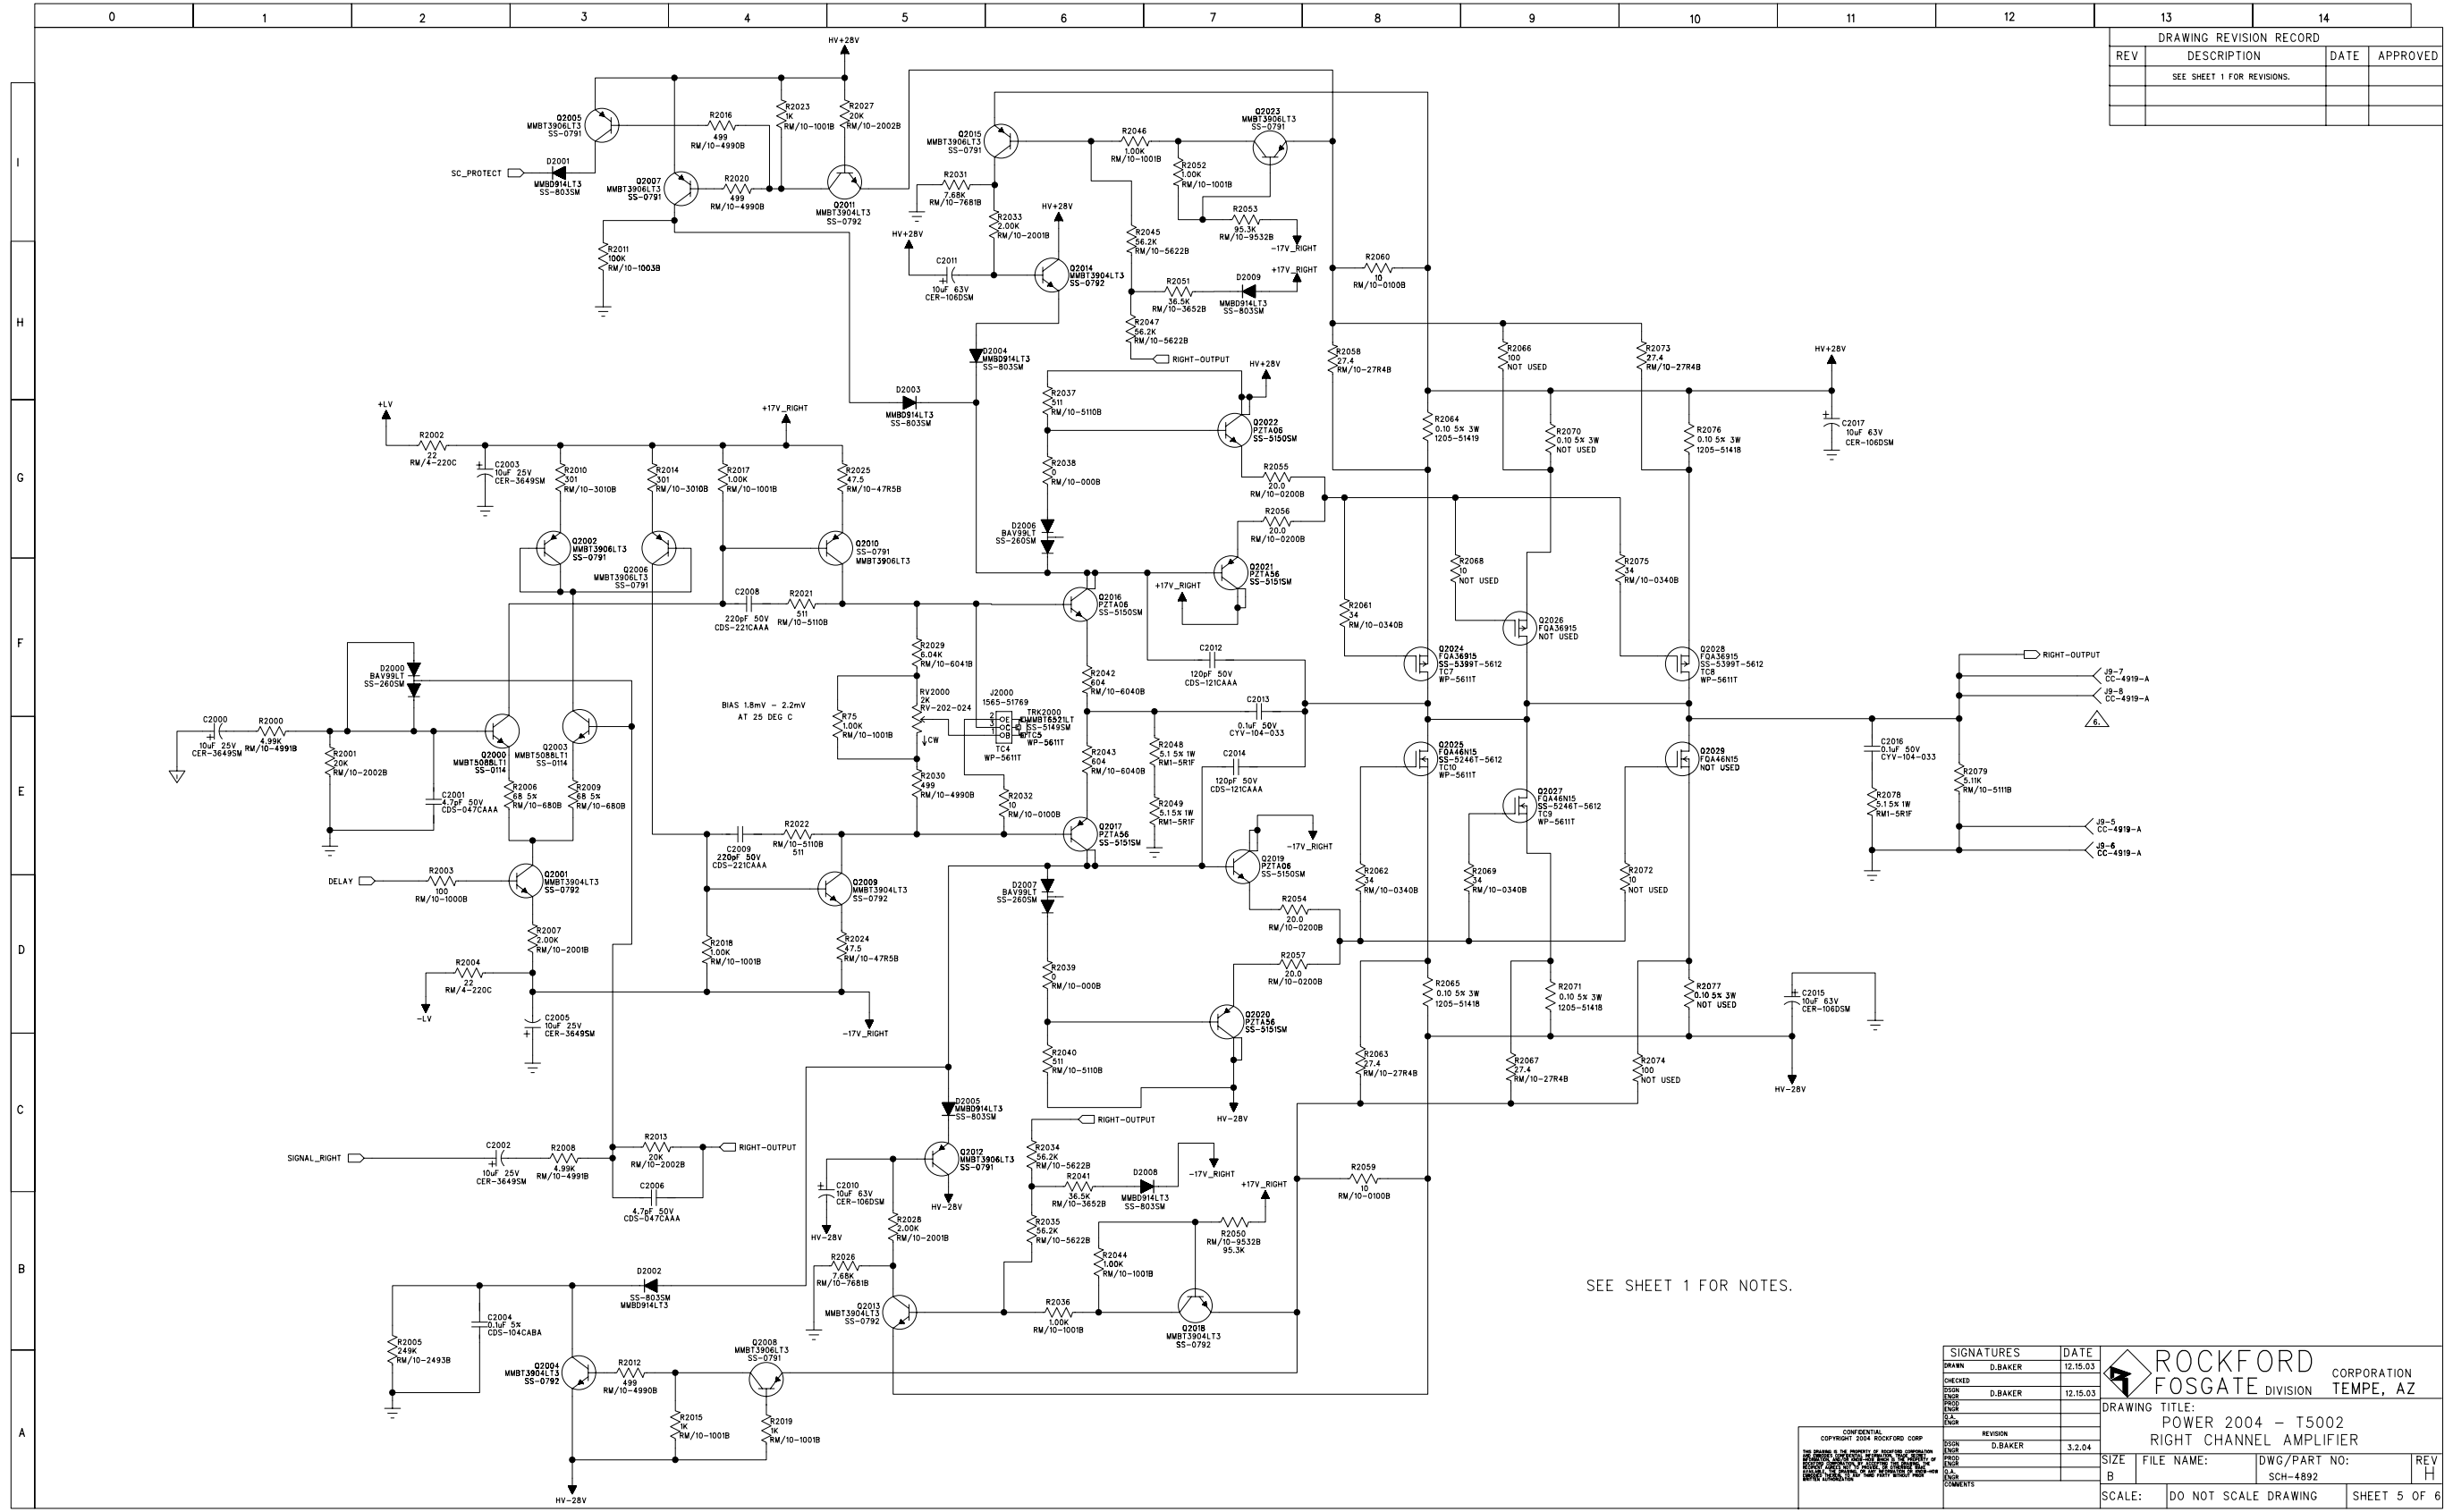 0 1 2 3 4 5 6 7 8 9 10 11 12 13 14
I
H
G
F
E
D
C
B
A
DRAWING REVISION RECORD
REV DESCRIPTION DATE APPROVED
SEE SHEET 1 FOR REVISIONS.
HV+28V
Q2005
MMBT3906LT3
SS-0791
R2016
499
RM/10-4990B
R2023
1K
RM/10-1001B
R2027
20K
RM/10-2002B
SC_PROTECT
D2001
MMBD914LT3
SS-803SM
Q2007
MMBT3906LT3
SS-0791
R2020
499
RM/10-4990B
Q2011
MMBT3904LT3
SS-0792
R2011
100K
RM/10-1003B
Q2015
MMBT3906LT3
SS-0791
R2031
7.68K
RM/10-7681B
R2033
2.00K
RM/10-2001B
HV+28V
C2011
10uF 63V
CER-106DSM
HV+28V
Q2014
MMBT3904LT3
SS-0792
R2046
1.00K
RM/10-1001B
Q2023
MMBT3906LT3
SS-0791
R2052
1.00K
RM/10-1001B
R2053
95.3K
RM/10-9532B
-17V_RIGHT
R2045
56.2K
RM/10-5622B
R2051
36.5K
RM/10-3652B
D2009
MMBD914LT3
SS-803SM
+17V_RIGHT
R2047
56.2K
RM/10-5622B
RIGHT-OUTPUT
R2060
10
RM/10-0100B
R2058
27.4
RM/10-27R4B
R2066
100
NOT USED
R2073
27.4
RM/10-27R4B
HV+28V
C2017
10uF 63V
CER-106DSM
D2004
MMBD914LT3
SS-803SM
D2003
MMBD914LT3
SS-803SM
R2037
511
RM/10-5110B
HV+28V
Q2022
PZTA06
SS-5150SM
R2038
0
RM/10-000B
D2006
BAV99LT
SS-260SM
R2055
20.0
RM/10-0200B
R2056
20.0
RM/10-0200B
Q2021
PZTA56
SS-5151SM
+17V_RIGHT
R2064
0.10 5% 3W
1205-51419
R2070
0.10 5% 3W
NOT USED
R2076
0.10 5% 3W
1205-51418
+LV
R2002
22
RM/4-220C
C2003
10uF 25V
CER-3649SM
R2010
301
RM/10-3010B
R2014
301
RM/10-3010B
R2017
1.00K
RM/10-1001B
+17V_RIGHT
R2025
47.5
RM/10-47R5B
Q2002
MMBT3906LT3
SS-0791
Q2006
MMBT3906LT3
SS-0791
Q2010
SS-0791
MMBT3906LT3
C2008
220pF 50V
CDS-221CAAA
R2021
511
RM/10-5110B
Q2016
PZTA06
SS-5150SM
R2029
6.04K
RM/10-6041B
R2042
604
RM/10-6040B
C2012
120pF 50V
CDS-121CAAA
R2061
34
RM/10-0340B
R2068
10
NOT USED
R2075
34
RM/10-0340B
Q2026
FQA36915
NOT USED
Q2024
FQA36915
SS-5399T-5612
TC7
WP-5611T
Q2028
FQA36915
SS-5399T-5612
TC8
WP-5611T
RIGHT-OUTPUT
J9-7
CC-4919-A
J9-8
CC-4919-A
6.
D2000
BAV99LT
SS-260SM
BIAS 1.8mV - 2.2mV
AT 25 DEG C
R75
1.00K
RM/10-1001B
RV2000
2K
RV-202-024
CW
J2000
1565-51769
2 E
3 C
1 B
TC4
WP-5611T
TRK2000
MMBT6521LT
SS-5149SM
TC5
WP-5611T
C2013
0.1uF 50V
CYV-104-033
C2000
10uF 25V
CER-3649SM
R2000
4.99K
RM/10-4991B
R2001
20K
RM/10-2002B
C2001
4.7pF 50V
CDS-047CAAA
Q2000
MMBT5088LT1
SS-0114
Q2003
MMBT5088LT1
SS-0114
R2006
68 5%
RM/10-680B
R2009
68 5%
RM/10-680B
R2030
499
RM/10-4990B
R2032
10
RM/10-0100B
R2043
604
RM/10-6040B
R2048
5.1 5% 1W
RM1-5R1F
R2049
5.1 5% 1W
RM1-5R1F
C2014
120pF 50V
CDS-121CAAA
Q2025
FQA46N15
SS-5246T-5612
TC10
WP-5611T
Q2027
FQA46N15
SS-5246T-5612
TC9
WP-5611T
Q2029
FQA46N15
NOT USED
C2016
0.1uF 50V
CYV-104-033
R2078
5.1 5% 1W
RM1-5R1F
R2079
5.11K
RM/10-5111B
J9-5
CC-4919-A
J9-6
CC-4919-A
C2009
220pF 50V
CDS-221CAAA
R2022
RM/10-5110B
511
Q2017
PZTA56
SS-5151SM
-17V_RIGHT
Q2019
PZTA06
SS-5150SM
DELAY
R2003
100
RM/10-1000B
Q2001
MMBT3904LT3
SS-0792
R2007
2.00K
RM/10-2001B
R2004
22
RM/4-220C
-LV
C2005
10uF 25V
CER-3649SM
Q2009
MMBT3904LT3
SS-0792
R2018
1.00K
RM/10-1001B
R2024
47.5
RM/10-47R5B
-17V_RIGHT
D2007
BAV99LT
SS-260SM
R2039
0
RM/10-000B
R2054
20.0
RM/10-0200B
R2057
20.0
RM/10-0200B
Q2020
PZTA56
SS-5151SM
R2040
511
RM/10-5110B
HV-28V
R2062
34
RM/10-0340B
R2069
34
RM/10-0340B
R2072
10
NOT USED
R2065
0.10 5% 3W
1205-51418
R2071
0.10 5% 3W
1205-51418
R2077
0.10 5% 3W
NOT USED
C2015
10uF 63V
CER-106DSM
HV-28V
R2063
27.4
RM/10-27R4B
R2067
27.4
RM/10-27R4B
R2074
100
NOT USED
D2005
MMBD914LT3
SS-803SM
SIGNAL_RIGHT
C2002
10uF 25V
CER-3649SM
R2008
4.99K
RM/10-4991B
R2013
20K
RM/10-2002B
RIGHT-OUTPUT
C2006
4.7pF 50V
CDS-047CAAA
Q2012
MMBT3906LT3
SS-0791
HV-28V
C2010
10uF 63V
CER-106DSM
HV-28V
R2028
2.00K
RM/10-2001B
R2026
7.68K
RM/10-7681B
RIGHT-OUTPUT
R2034
56.2K
RM/10-5622B
R2041
36.5K
RM/10-3652B
D2008
MMBD914LT3
SS-803SM
-17V_RIGHT
R2035
56.2K
RM/10-5622B
+17V_RIGHT
R2050
RM/10-9532B
95.3K
R2044
1.00K
RM/10-1001B
R2059
10
RM/10-0100B
Q2013
MMBT3904LT3
SS-0792
R2036
1.00K
RM/10-1001B
Q2018
MMBT3904LT3
SS-0792
D2002
SS-803SM
MMBD914LT3
C2004
0.1uF 5%
CDS-104CABA
R2005
249K
RM/10-2493B
Q2004
MMBT3904LT3
SS-0792
R2012
499
RM/10-4990B
Q2008
MMBT3906LT3
SS-0791
R2015
1K
RM/10-1001B
R2019
1K
RM/10-1001B
HV-28V
SEE SHEET 1 FOR NOTES.
CONFIDENTIAL
COPYRIGHT 2004 ROCKFORD CORP
SIGNATURES DATE
DRAWN D.BAKER 12.15.03
CHECKED
DSGN ENGR D.BAKER 12.15.03
PROD ENGR
Q.A. ENGR
REVISION
DSGN ENGR D.BAKER 3.2.04
PROD ENGR
Q.A. ENGR
COMMENTS
ROCKFORD
FOSGATE DIVISION
CORPORATION
TEMPE, AZ
DRAWING TITLE:
POWER 2004 - T5002
RIGHT CHANNEL AMPLIFIER
SIZE FILE NAME: DWG/PART NO: REV
B SCH-4892 H
SCALE: DO NOT SCALE DRAWING SHEET 5 OF 6